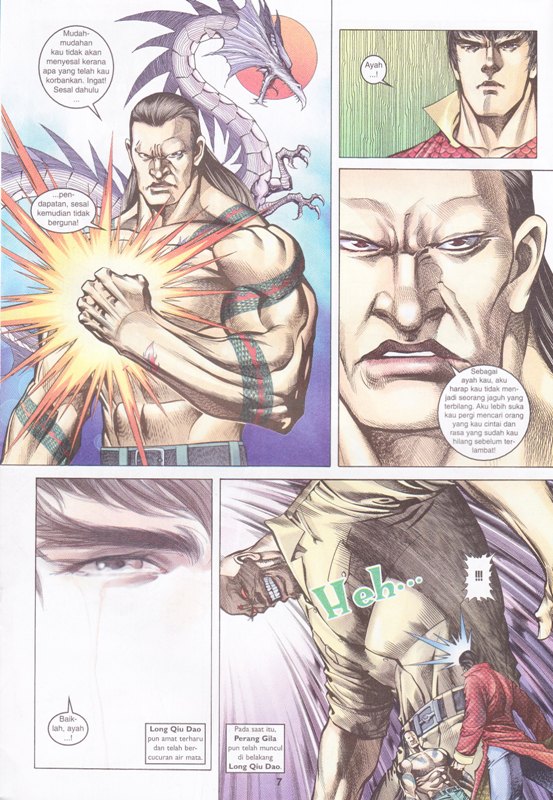 Mudah-
mudahan
kau tidak akan
menyesal kerana
apa yang telah kau
korbankan. Ingat!
Sesal dahulu
...
...pen-
dapatan, sesal
kemudian tidak
berguna!
Ayah
...!
Sebagai
ayah kau, aku
harap kau tidak men-
jadi seorang jaguh yang
terbilang. Aku lebih suka
kau pergi mencari orang
yang kau cintai dan
rasa yang sudah kau
hilang sebelum ter-
lambat!
Baik-
lah, ayah
...!
Long Qiu Dao
pun amat terharu
dan telah ber-
cucuran air mata.
Pada saat itu,
Perang Gila
pun telah muncul
di belakang
Long Qiu Dao.
Heh...
!!!
7